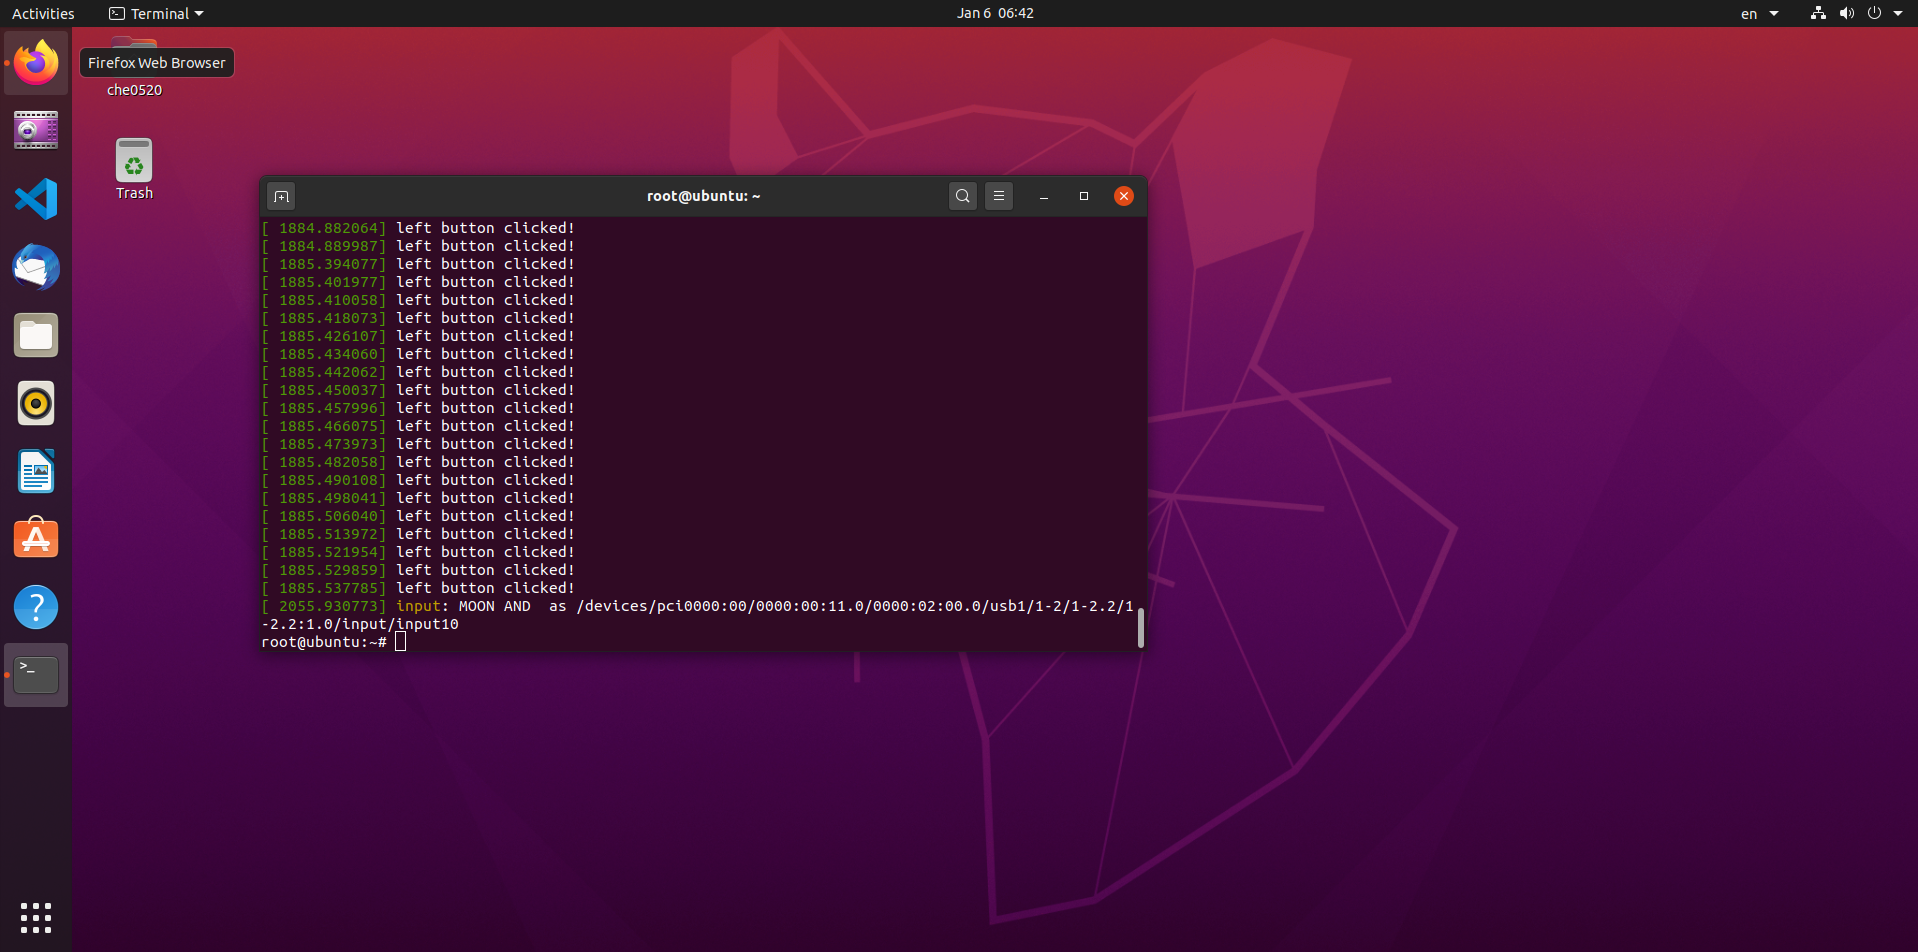 Activities
Terminal
Jan 6 06:42
en
Firefox Web Browser
che0520
Trash
root@ubuntu: ~
[ 1884.882064] left button clicked!
[ 1884.889987] left button clicked!
[ 1885.394077] left button clicked!
[ 1885.401977] left button clicked!
[ 1885.410058] left button clicked!
[ 1885.418073] left button clicked!
[ 1885.426107] left button clicked!
[ 1885.434060] left button clicked!
[ 1885.442062] left button clicked!
[ 1885.450037] left button clicked!
[ 1885.457996] left button clicked!
[ 1885.466075] left button clicked!
[ 1885.473973] left button clicked!
[ 1885.482058] left button clicked!
[ 1885.490108] left button clicked!
[ 1885.498041] left button clicked!
[ 1885.506040] left button clicked!
[ 1885.513972] left button clicked!
[ 1885.521954] left button clicked!
[ 1885.529859] left button clicked!
[ 1885.537785] left button clicked!
[ 2055.930773] input: MOON AND  as /devices/pci0000:00/0000:00:11.0/0000:02:00.0/usb1/1-2/1-2.2/1
-2.2:1.0/input/input10
root@ubuntu:~#